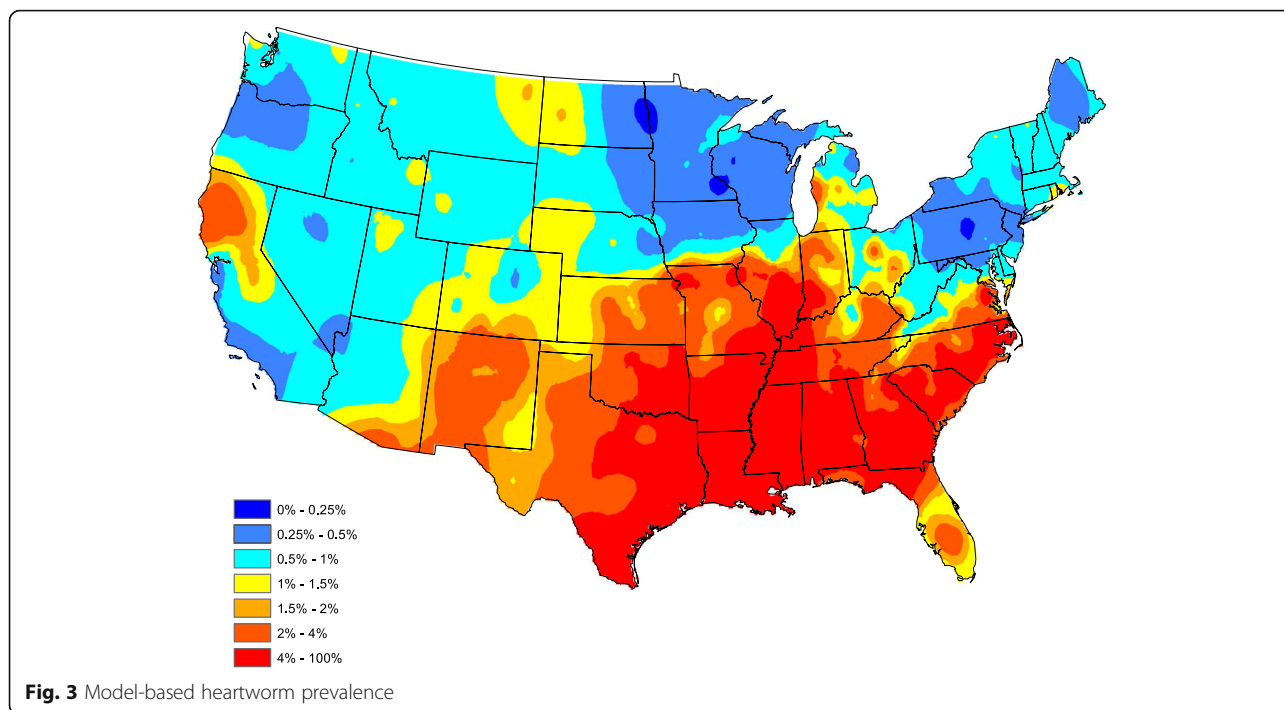 0% - 0.25%
0.25% - 0.5%
0.5% - 1%
1% - 1.5%
1.5% - 2%
2% - 4%
4% - 100%
Fig. 3 Model-based heartworm prevalence